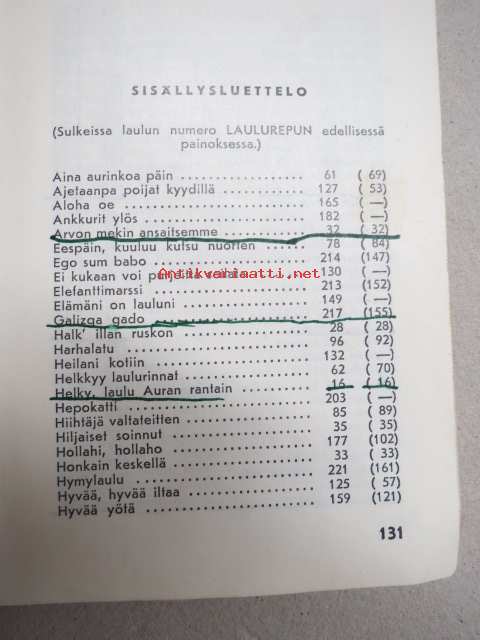 SISÄLLYSLUETTELO
(Sulkeissa laulun numero LAULUREPUN edellisessä
painoksessa.)
Aina aurinkoa päin .................. 61 ( 69)
Ajetaanpa poijat kyydillä ............ 127 ( 53)
Aloha oe .......................... 165 (—)
Ankkurit ylös ...................... 182 (—)
Arvon mekin ansaitsemme ............ 32 ( 32)
Eespäin, kuuluu kutsu nuorten ........ 78 ( 84)
Ego sum babo ...................... 214 (147)
Ei kukaan voi 130 (—)
Antikvariaatti.net
Elefanttimarssi ...................... 213 (152)
Elämäni on lauluni .................. 149 (—)
Galizqa gado ...................... 217 (155)
Halk' illan ruskon .................. 28 ( 28)
Harhalatu .......................... 96 ( 92)
Heilani kotiin ...................... 132 (—)
Helkkyy laulurinnat .................. 62 ( 70)
Helky, laulu Auran rantain ............ 16 ( 16)
Hepokatti .......................... 203 (—)
Hiihtäjä valtateitten ................ 85 ( 89)
Hiljaiset soinnut .................... 35 ( 35)
Hollahi, hollaho .................... 177 (102)
Honkain keskellä .................... 33 ( 33)
Hymylaulu .......................... 221 (161)
Hyvää, hyvää iltaa .................. 125 ( 57)
Hyvää yötä ........................ 159 (121)
131